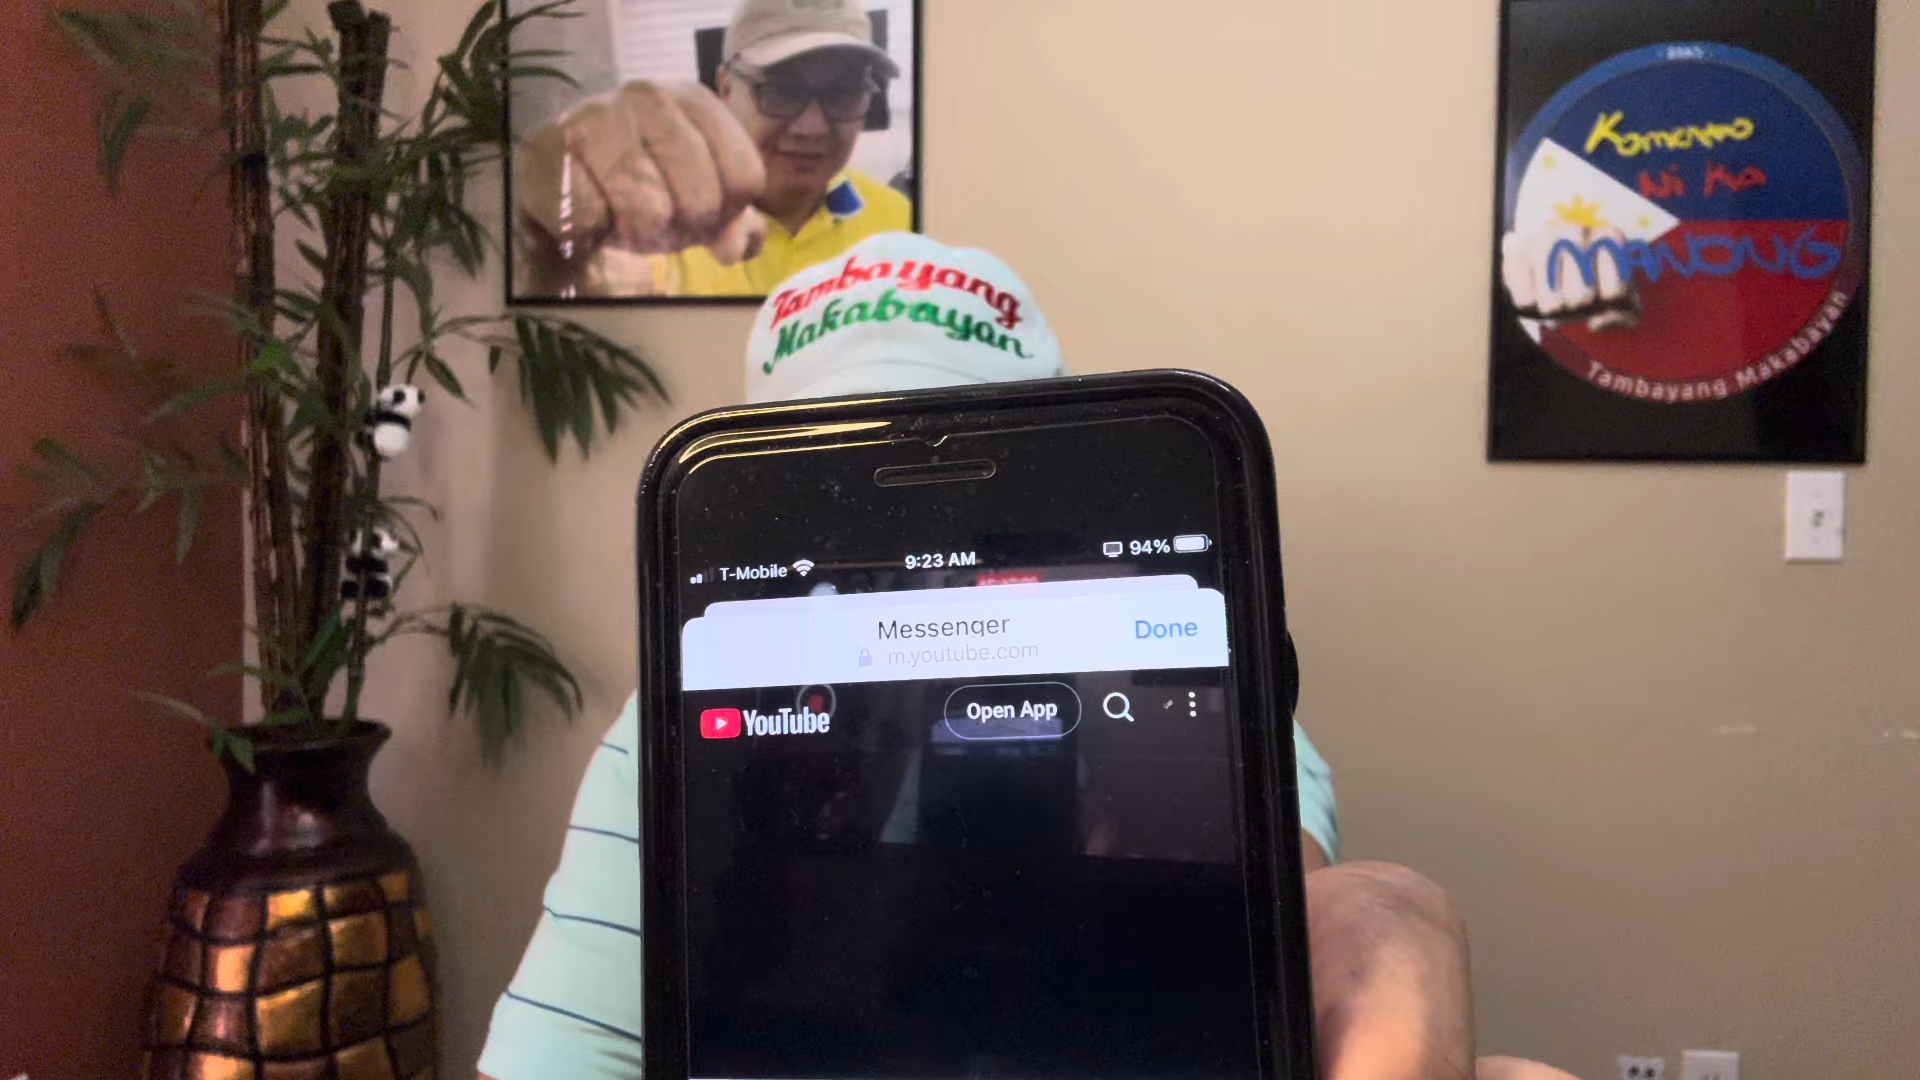 Tambayang
Makabayan
Ni Ka
MANONG
Tambayang Makabayan
T-Mobile
9:23 AM
94%
Messenger
Done
m.youtube.com
YouTube
Open App